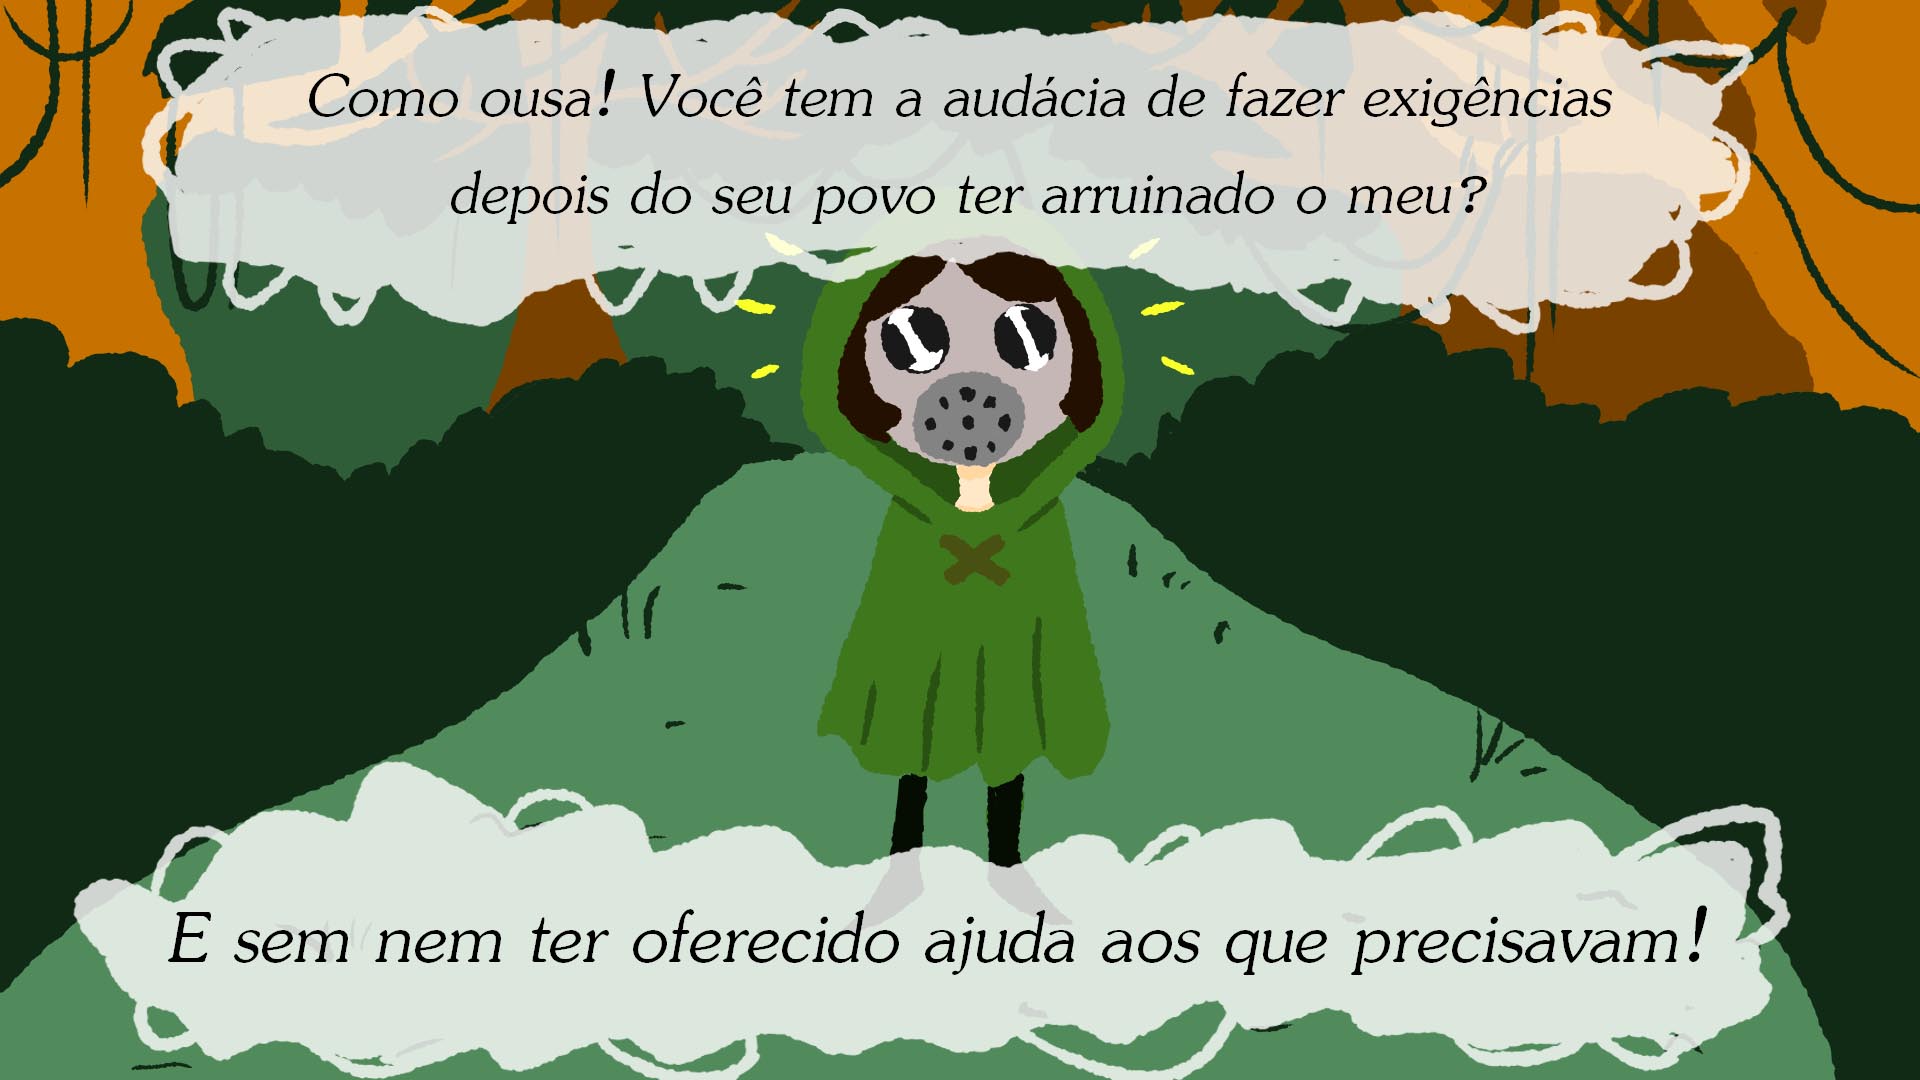 Como ousa! Você tem a audácia de fazer exigências
depois do seu povo ter arruinado o meu?
E sem nem ter oferecido ajuda aos que precisavam!